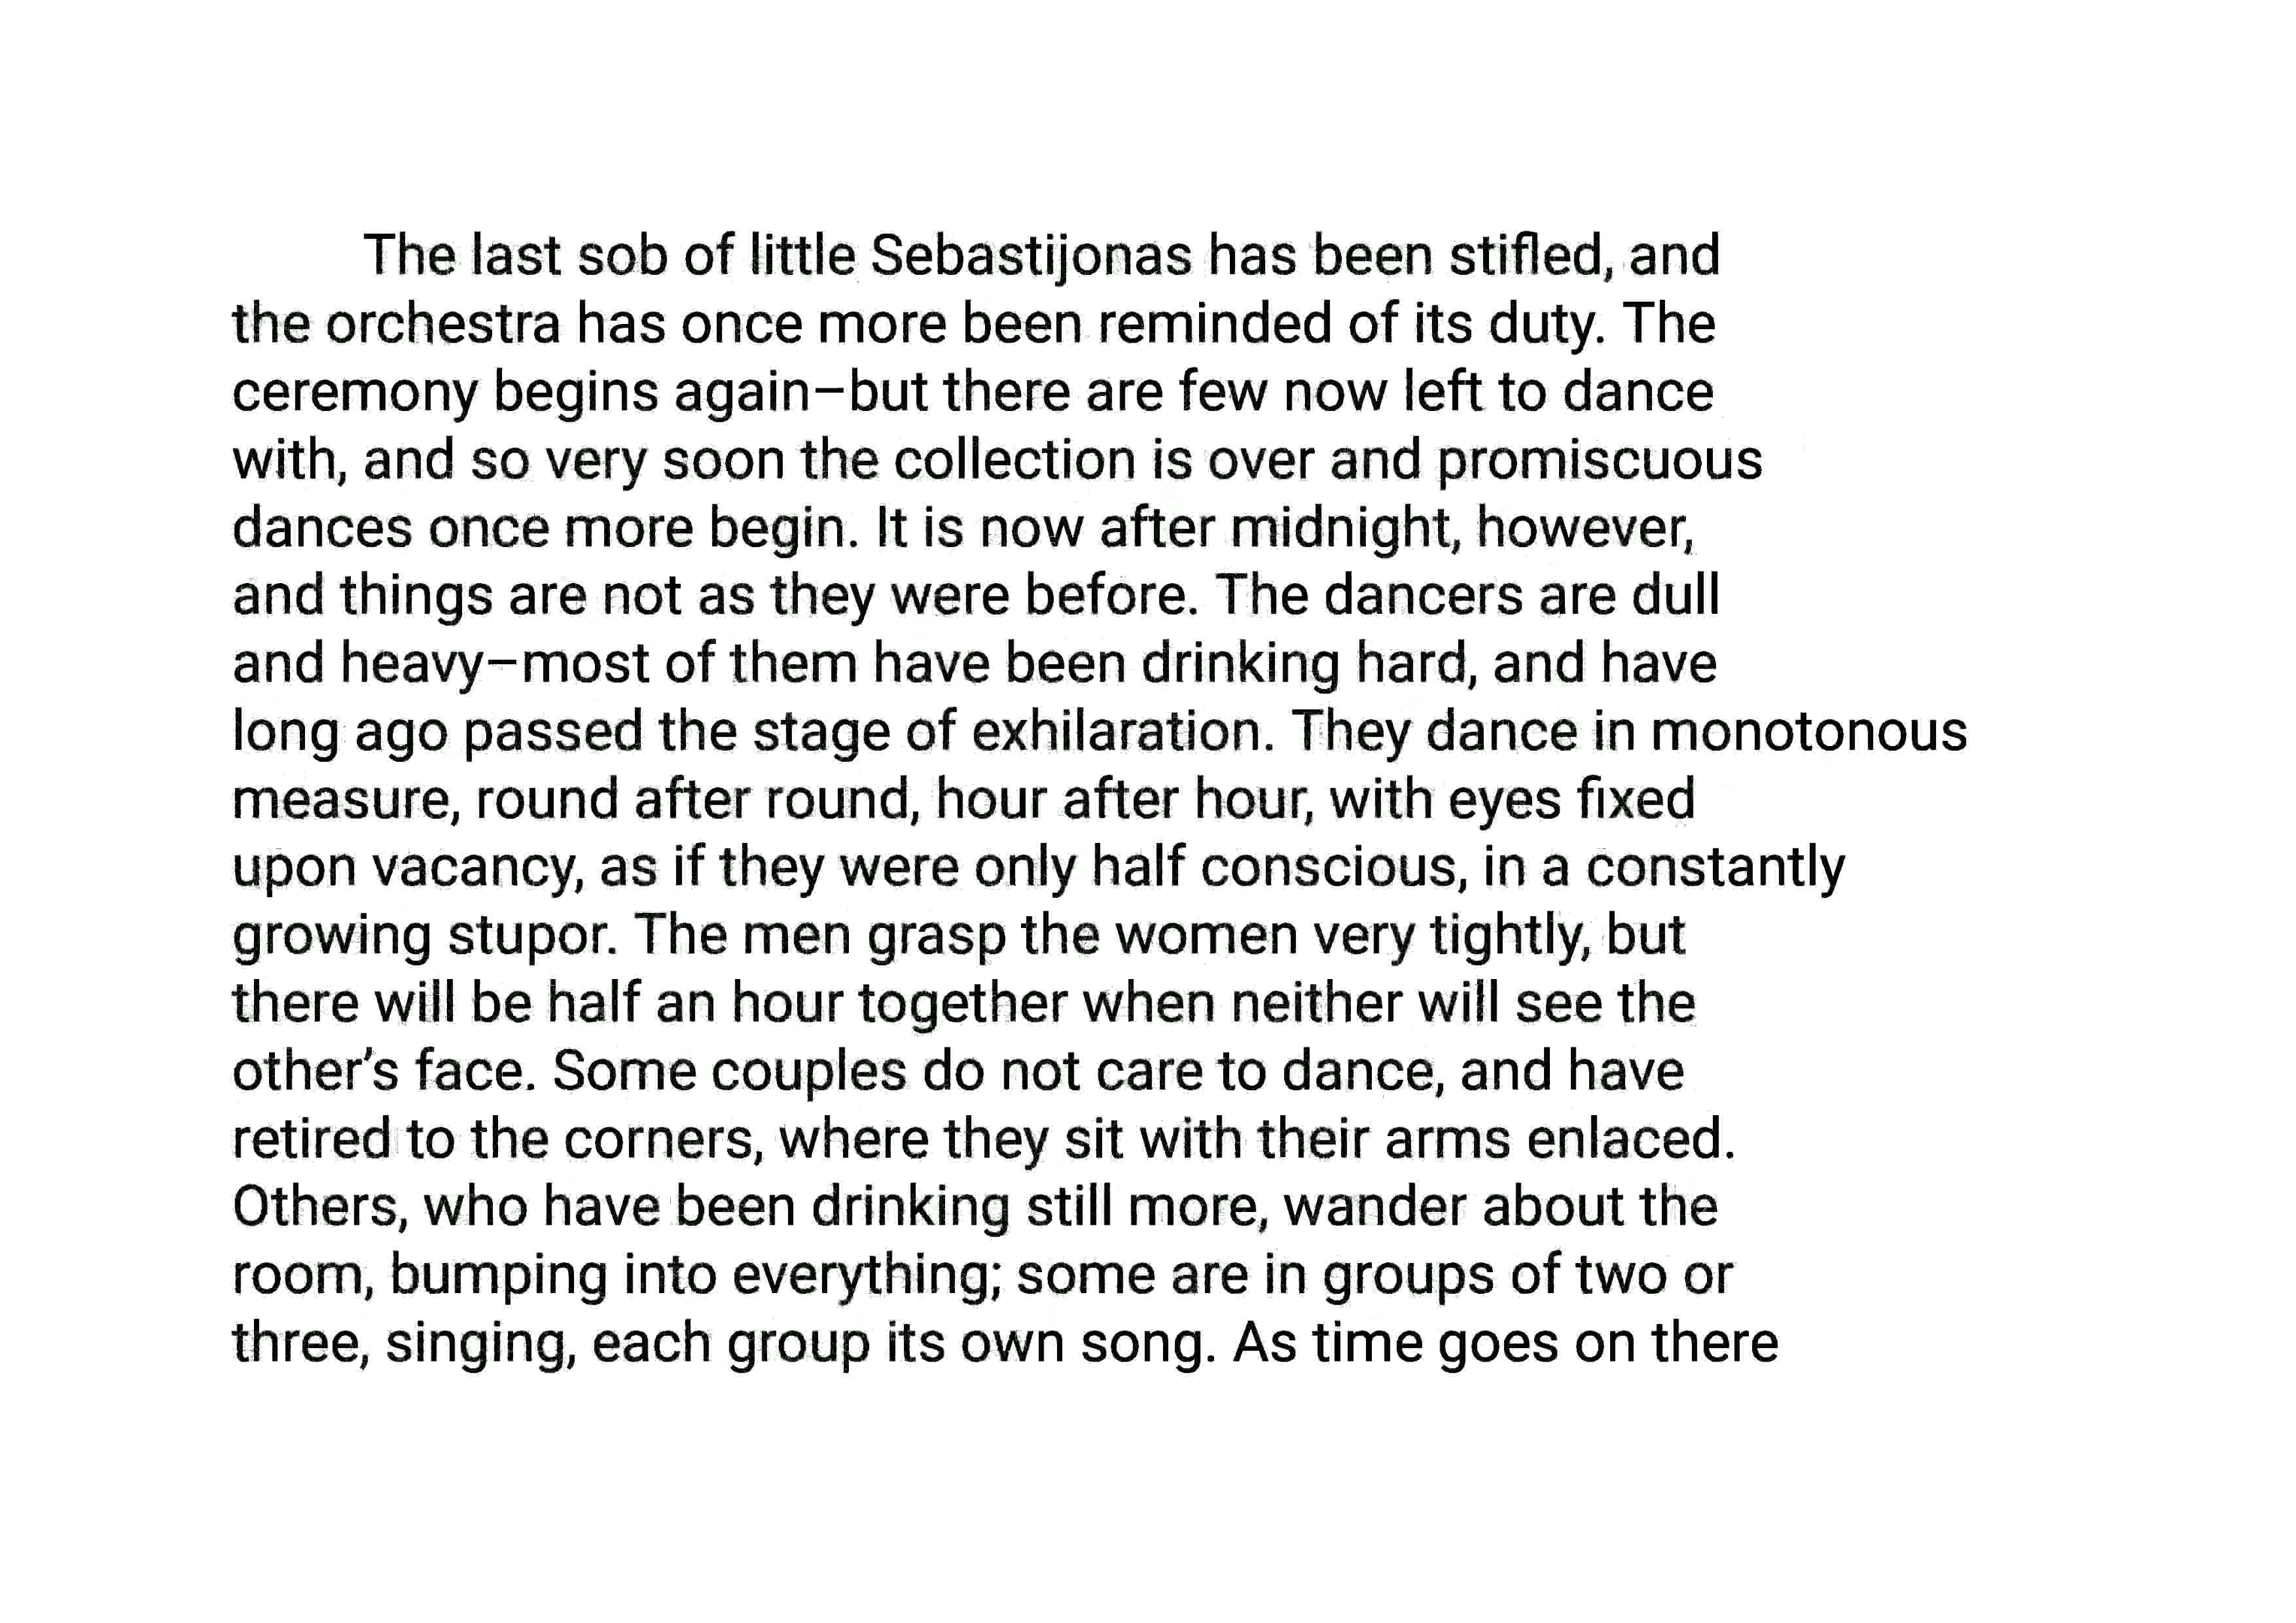 The last sob of little Sebastijonas has been stifled, and
the orchestra has once more been reminded of its duty. The
ceremony begins again–but there are few now left to dance
with, and so very soon the collection is over and promiscuous
dances once more begin. It is now after midnight, however,
and things are not as they were before. The dancers are dull
and heavy–most of them have been drinking hard, and have
long ago passed the stage of exhilaration. They dance in monotonous
measure, round after round, hour after hour, with eyes fixed
upon vacancy, as if they were only half conscious, in a constantly
growing stupor. The men grasp the women very tightly, but
there will be half an hour together when neither will see the
other’s face. Some couples do not care to dance, and have
retired to the corners, where they sit with their arms enlaced.
Others, who have been drinking still more, wander about the
room, bumping into everything; some are in groups of two or
three, singing, each group its own song. As time goes on there